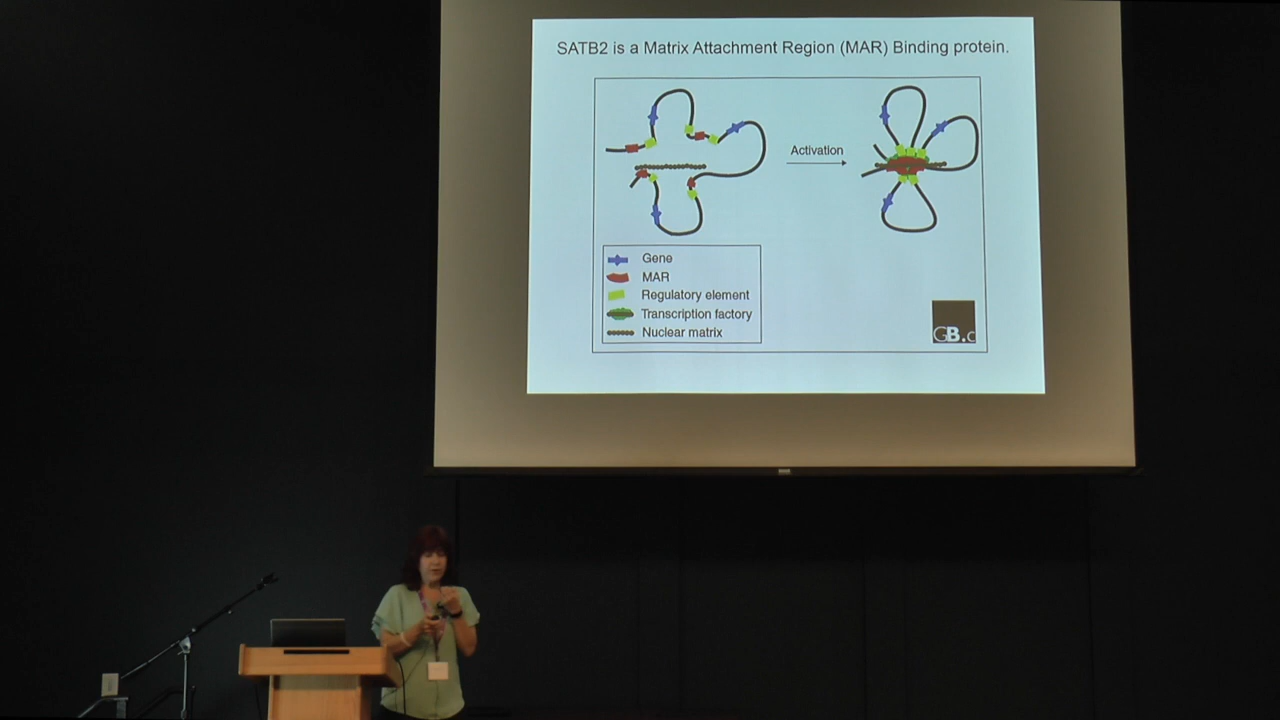 SATB2 is a Matrix Attachment Region (MAR) Binding protein.
Activation
Gene
MAR
Regulatory element
Transcription factory
Nuclear matrix
GB.c